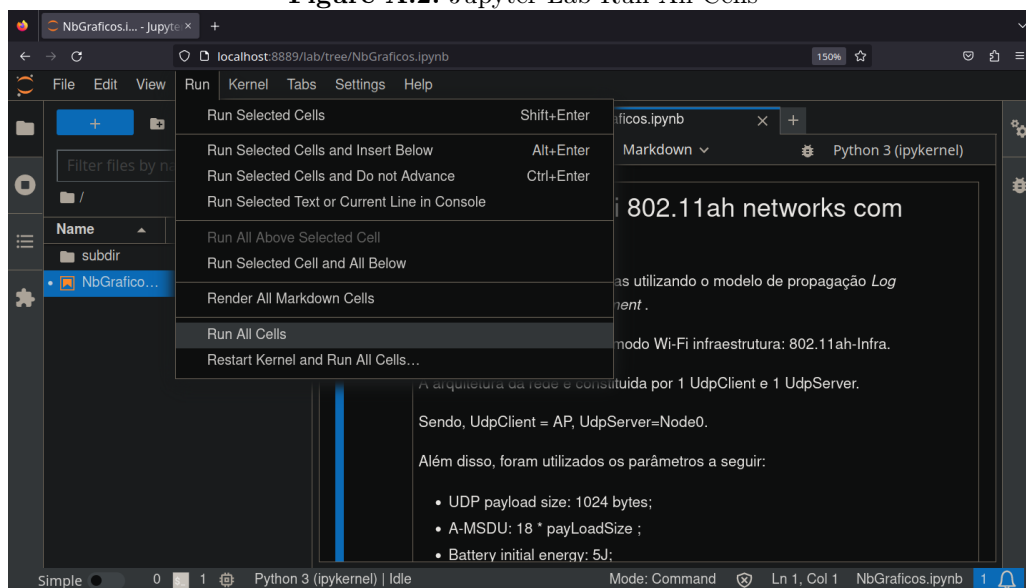 Figure A.2: Jupyter Lab Run All Cells
NbGraficos.i... - Jupyte
localhost:8889/lab/tree/NbGraficos.ipynb
150%
File Edit View Run Kernel Tabs Settings Help
Run Selected Cells Shift+Enter
Run Selected Cells and Insert Below Alt+Enter
Run Selected Cells and Do not Advance Ctrl+Enter
Run Selected Text or Current Line in Console
Run All Above Selected Cell
Run Selected Cell and All Below
Render All Markdown Cells
Run All Cells
Restart Kernel and Run All Cells…
Filter files by na
/
Name
subdir
NbGrafico…
aficos.ipynb
Markdown
Python 3 (ipykernel)
i 802.11ah networks com
as utilizando o modelo de propagação Log
nent .
modo Wi-Fi infraestrutura: 802.11ah-Infra.
A arquitetura da rede é constituida por 1 UdpClient e 1 UdpServer.
Sendo, UdpClient = AP, UdpServer=Node0.
Além disso, foram utilizados os parâmetros a seguir:
• UDP payload size: 1024 bytes;
• A-MSDU: 18 * payLoadSize ;
• Battery initial energy: 5J;
Simple 0 1 Python 3 (ipykernel) | Idle Mode: Command Ln 1, Col 1 NbGraficos.ipynb 1